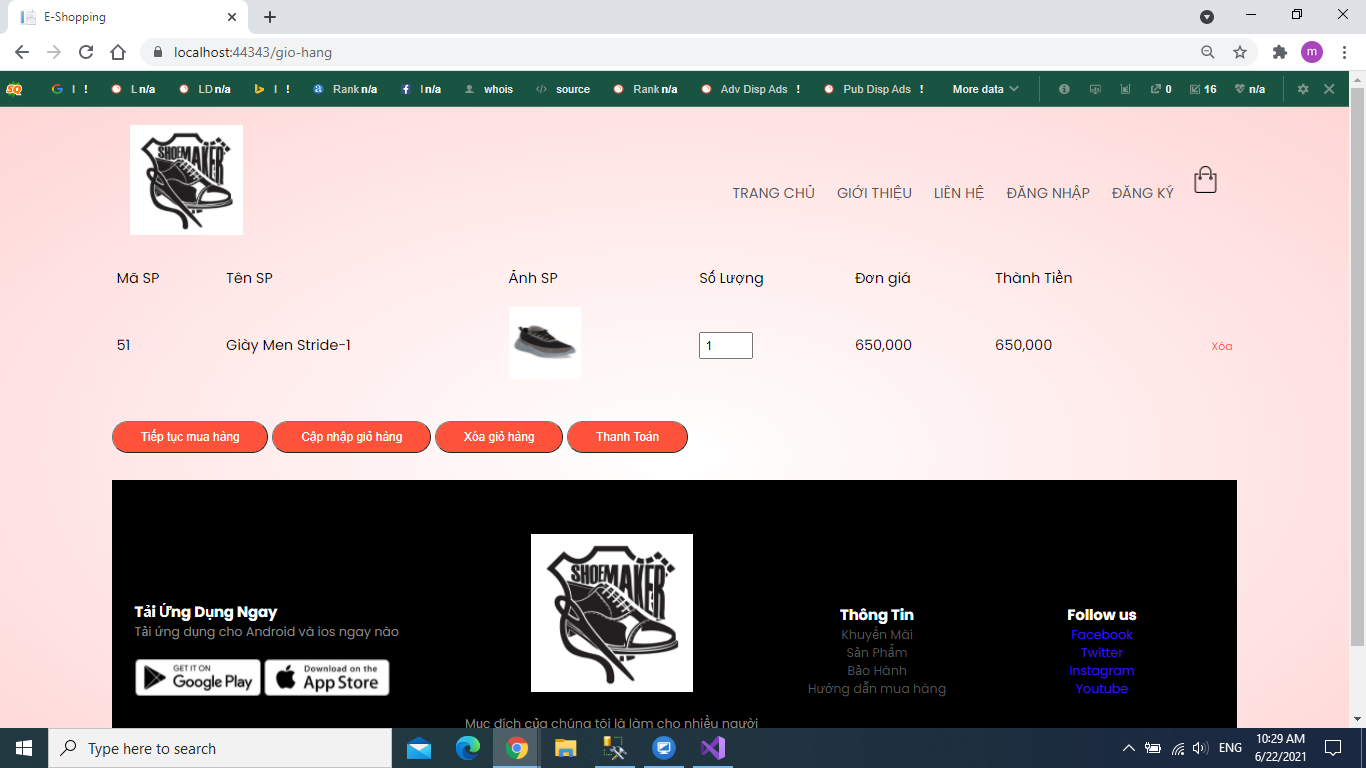 E-Shopping
localhost:44343/gio-hang
m
SQ I ! L n/a LD n/a I ! Rank n/a I n/a whois source Rank n/a Adv Disp Ads ! Pub Disp Ads ! More data 0 16 n/a
SHOEMAKER
TRANG CHỦ GIỚI THIỆU LIÊN HỆ ĐĂNG NHẬP ĐĂNG KÝ
Mã SP Tên SP Ảnh SP Số Lượng Đơn giá Thành Tiền
51 Giày Men Stride-1 1 650,000 650,000 Xóa
Tiếp tục mua hàng Cập nhập giỏ hàng Xóa giỏ hàng Thanh Toán
Tải Ứng Dụng Ngay
Tải ứng dụng cho Android và ios ngay nào
GET IT ON
Google Play
Download on the
App Store
SHOEMAKER
Mục đích của chúng tôi là làm cho nhiều người
Thông Tin
Khuyến Mãi
Sản Phẩm
Bảo Hành
Hướng dẫn mua hàng
Follow us
Facebook
Twitter
Instagram
Youtube
Type here to search
ENG
10:29 AM
6/22/2021